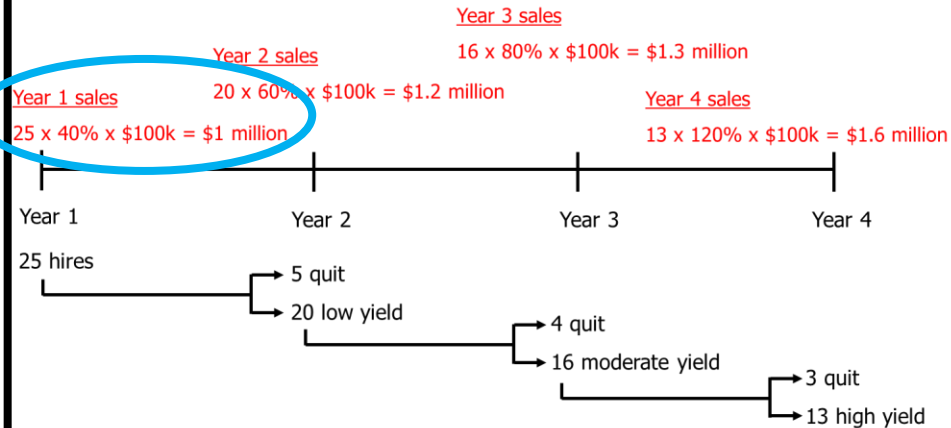 Year 1 sales
25 x 40% x $100k = $1 million
Year 2 sales
20 x 60% x $100k = $1.2 million
Year 3 sales
16 x 80% x $100k = $1.3 million
Year 4 sales
13 x 120% x $100k = $1.6 million
Year 1
Year 2
Year 3
Year 4
25 hires
5 quit
20 low yield
4 quit
16 moderate yield
3 quit
13 high yield